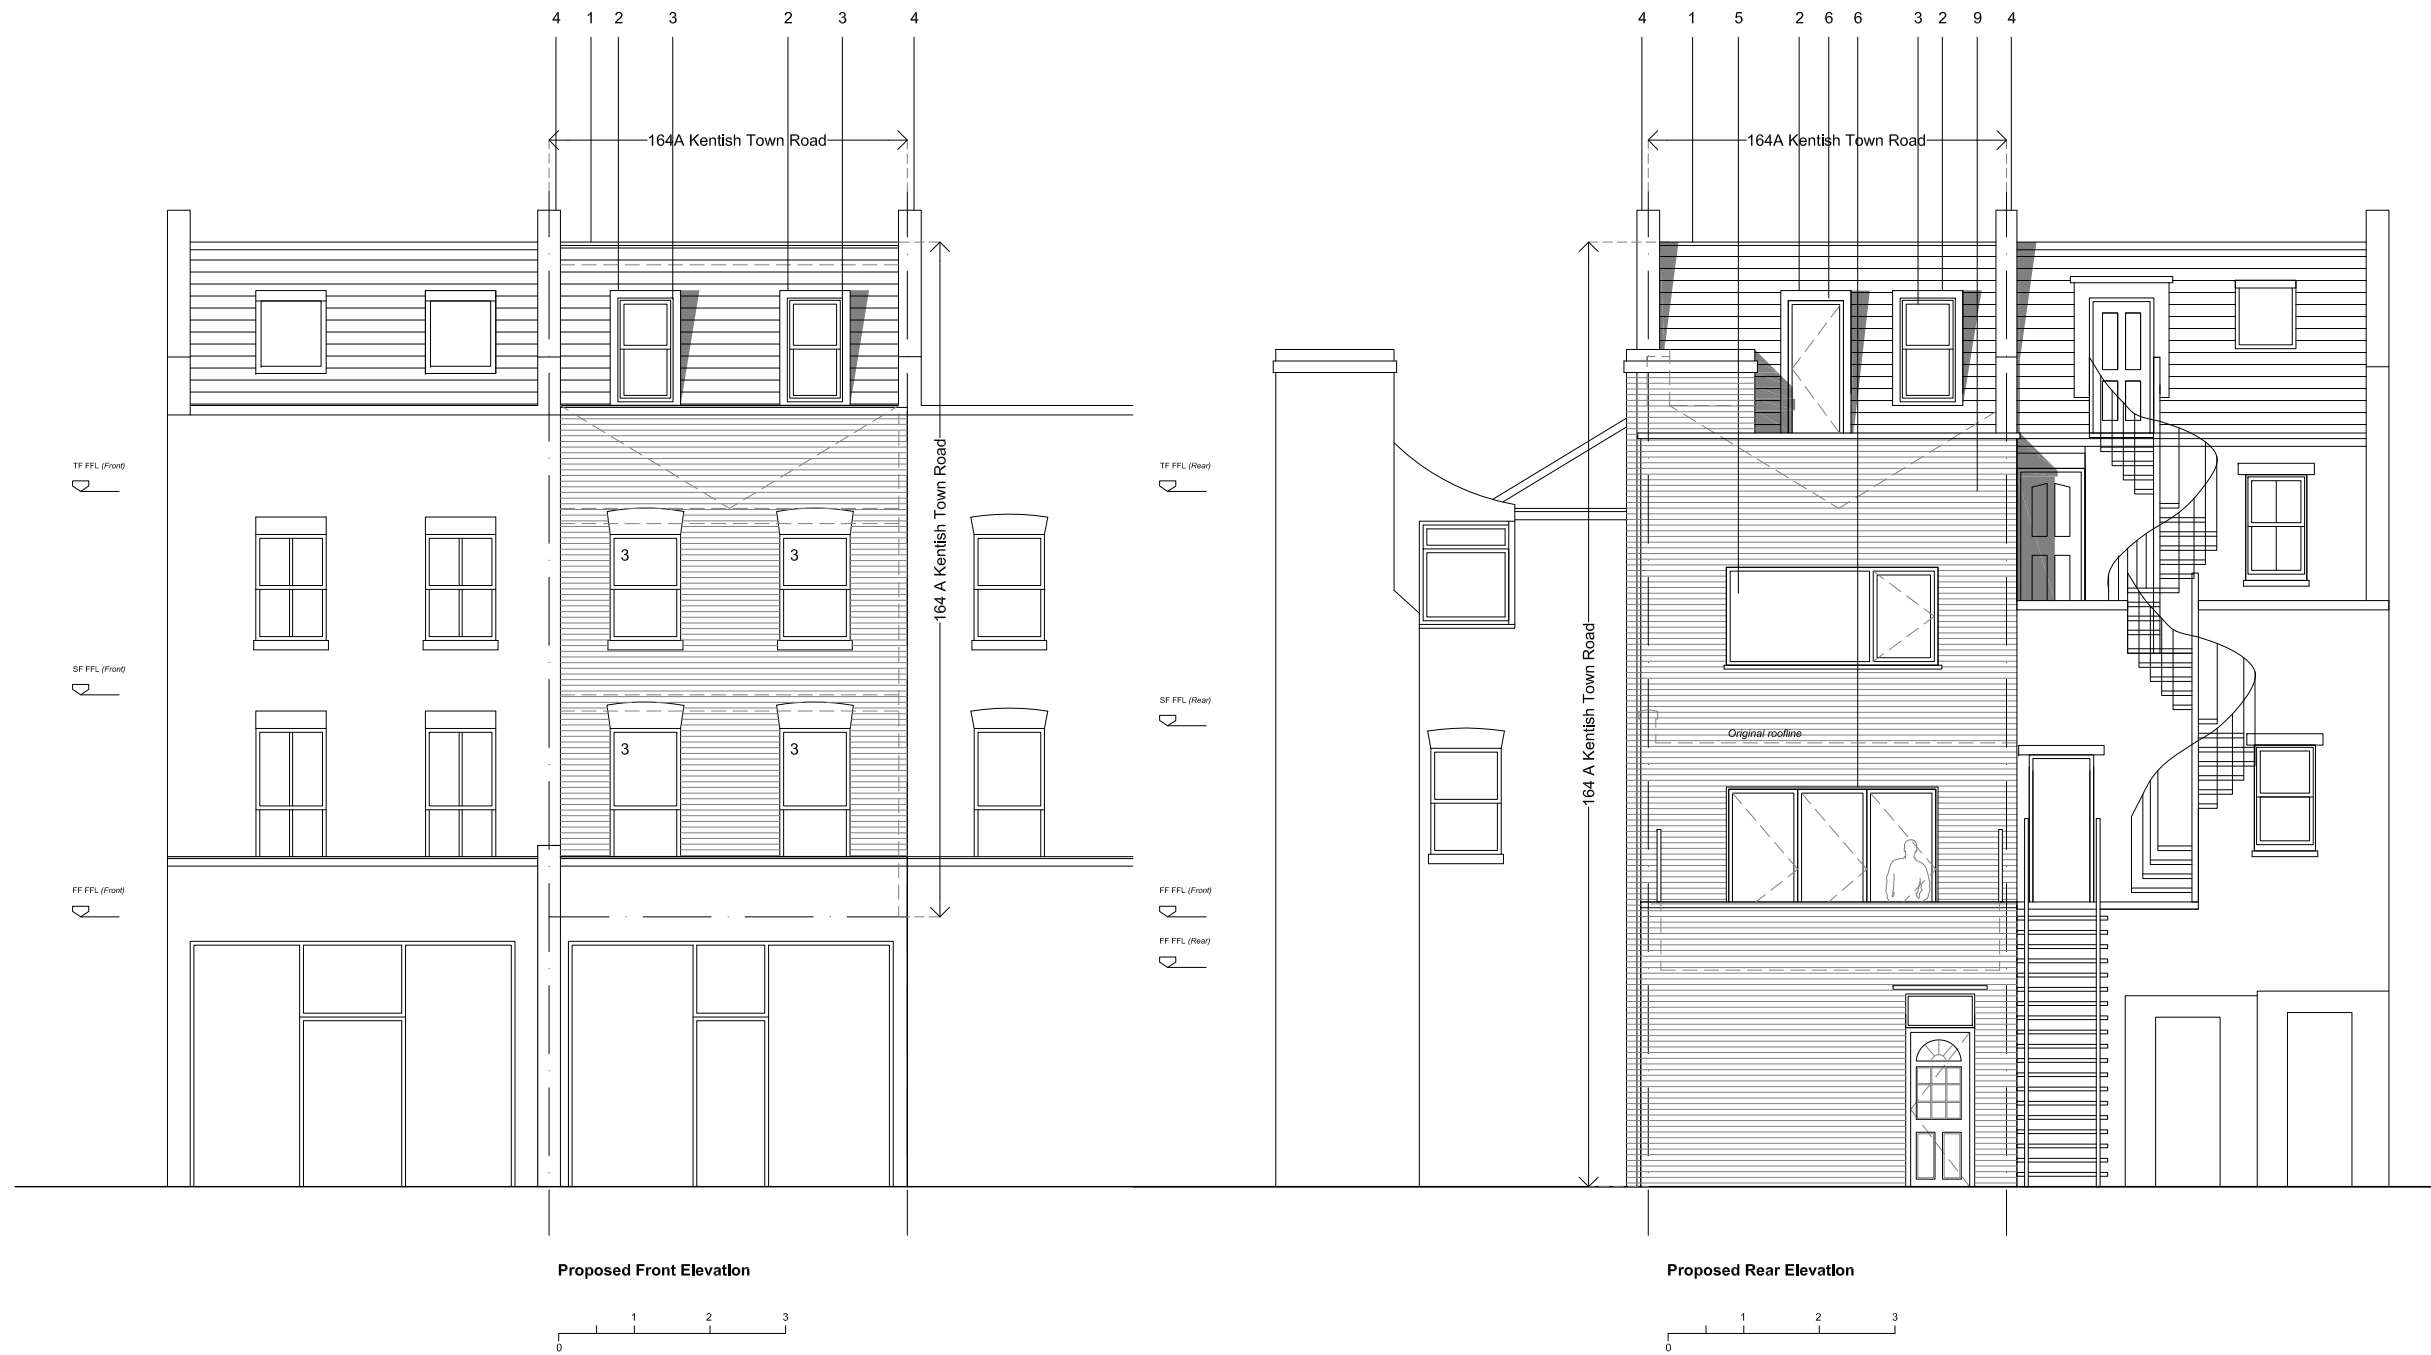 4 1 2 3 2 3 4
4 1 5 2 6 6 3 2 9 4
164A Kentish Town Road
164A Kentish Town Road
TF FFL (Front)
TF FFL (Rear)
164 A Kentish Town Road
3 3
SF FFL (Front)
SF FFL (Rear)
164 A Kentish Town Road
Original roofline
3 3
FF FFL (Front)
FF FFL (Front)
FF FFL (Rear)
Proposed Front Elevation
Proposed Rear Elevation
1 2 3
0
1 2 3
0